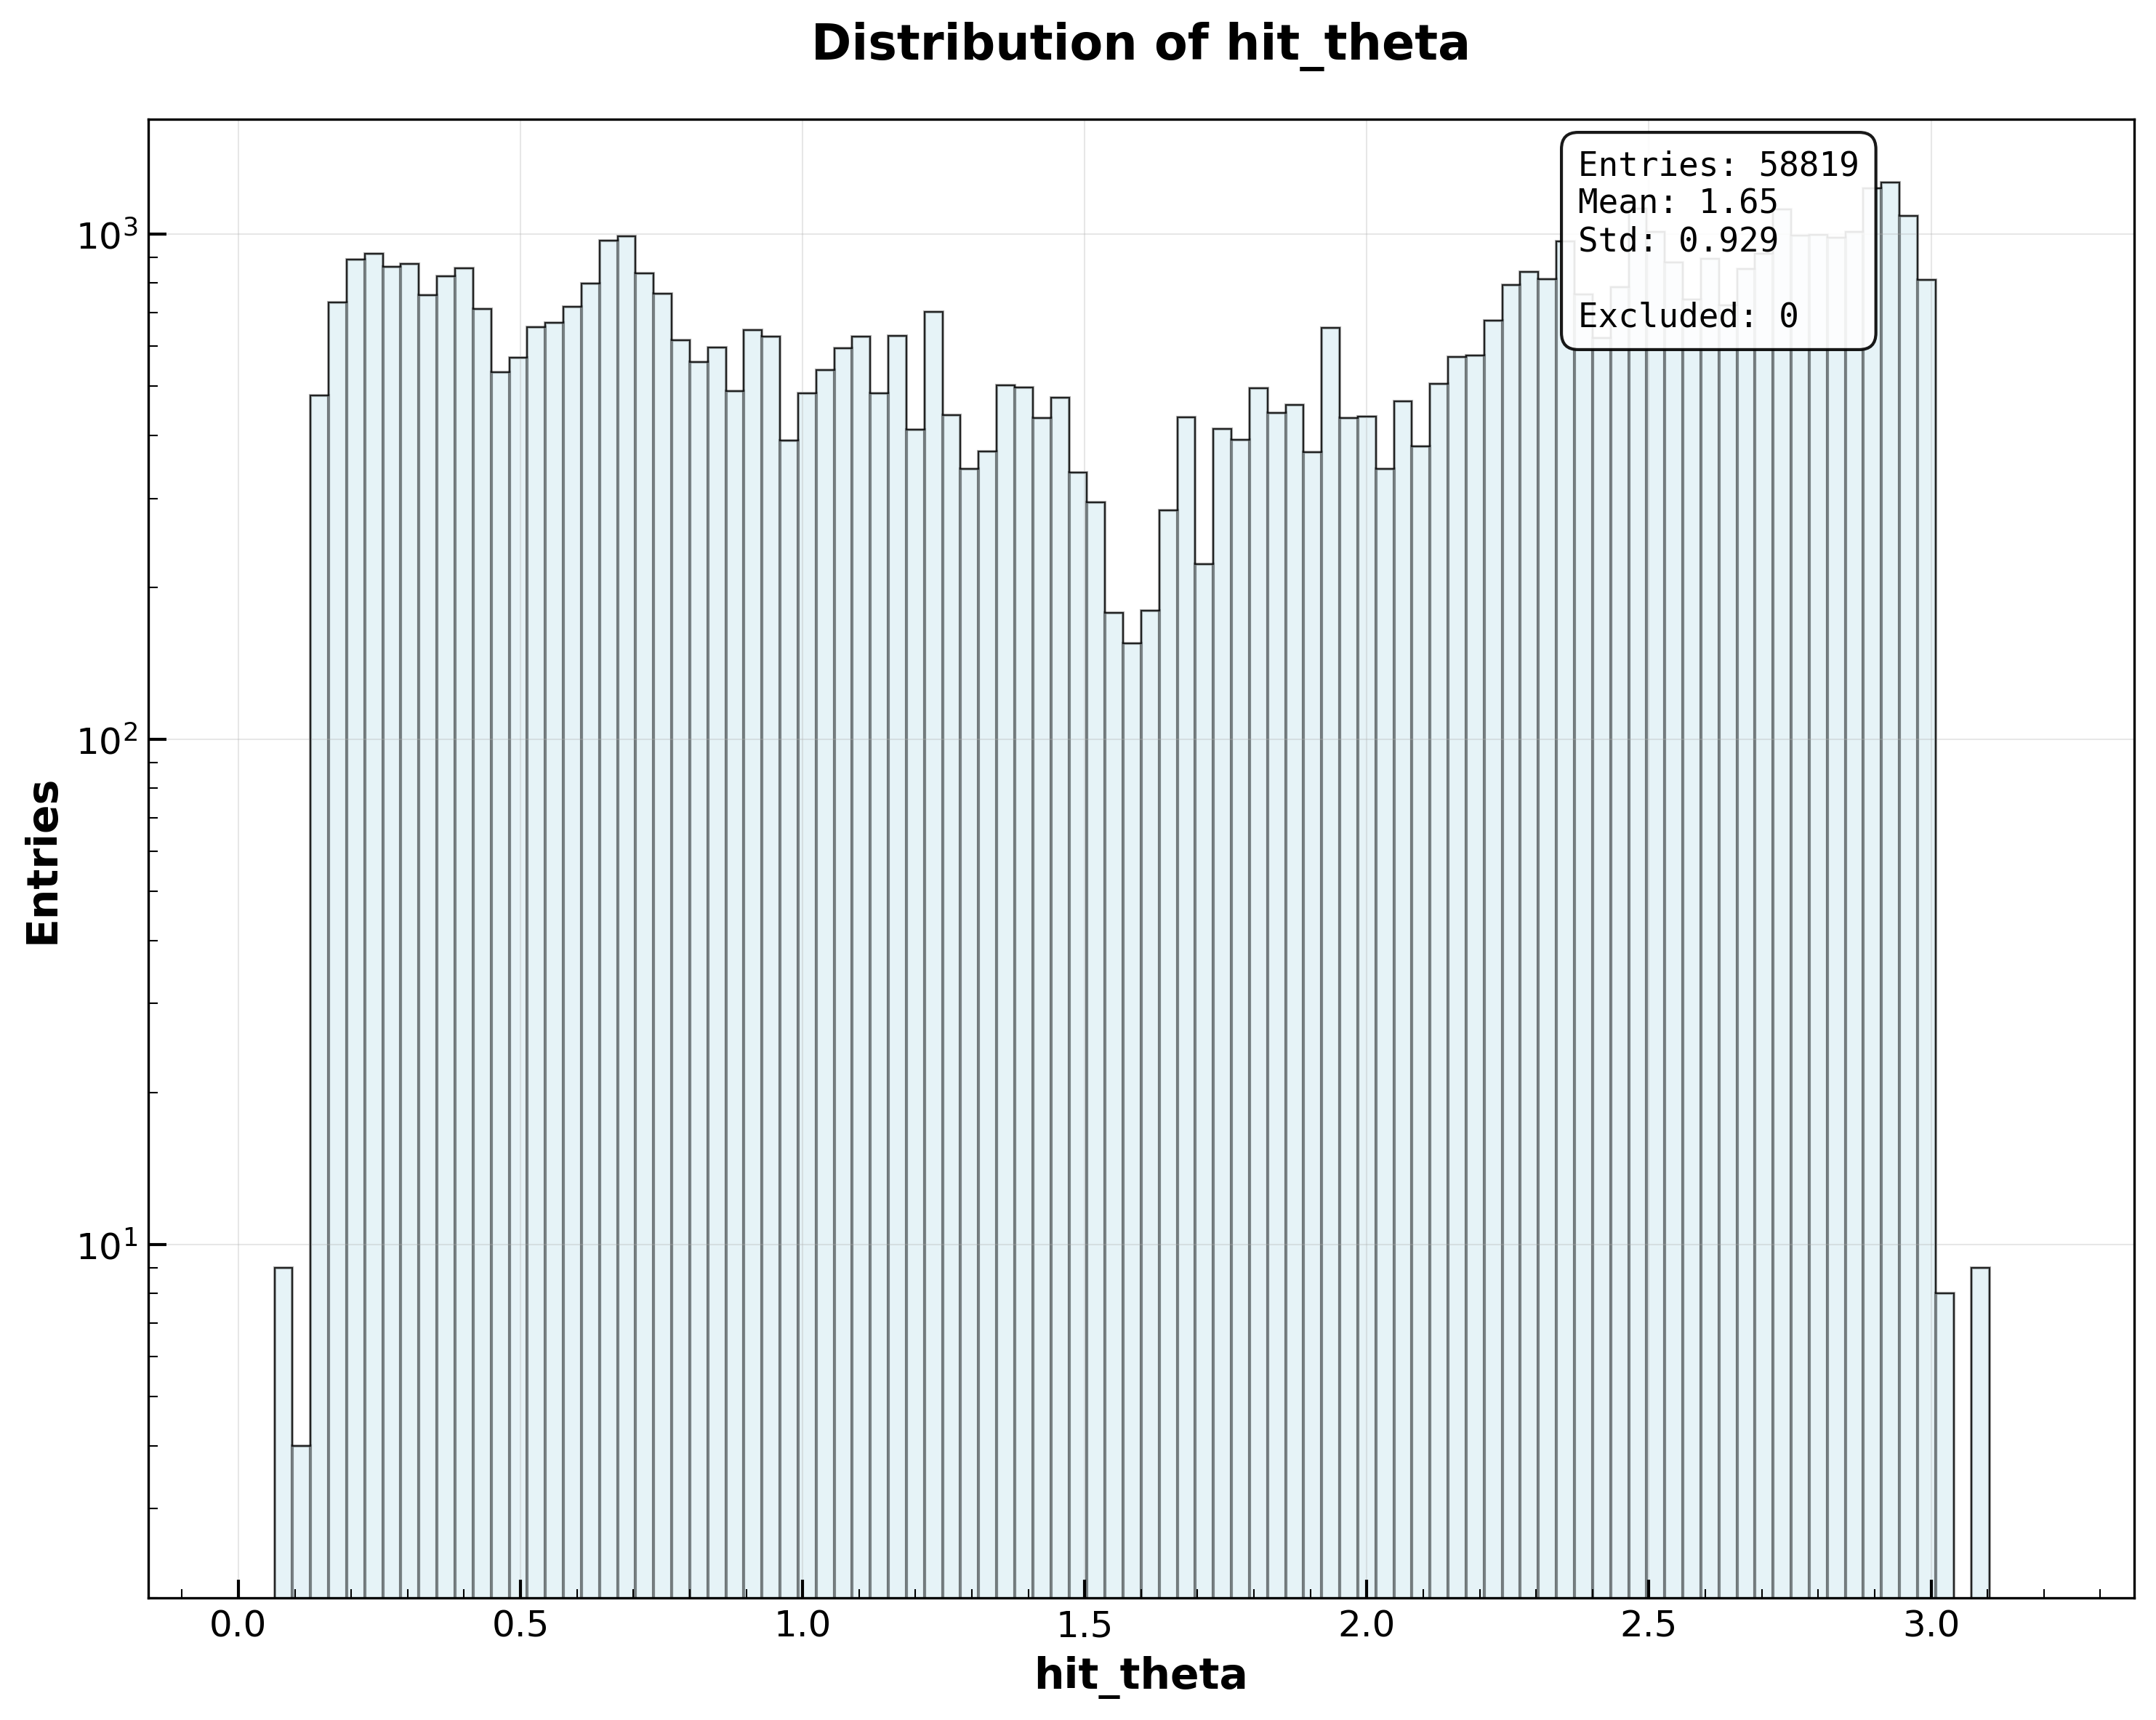 Distribution of hit_theta
Entries: 58819
Mean: 1.65
Std: 0.929
Excluded: 0
Entries
10³
10²
10¹
0.0 0.5 1.0 1.5 2.0 2.5 3.0
hit_theta